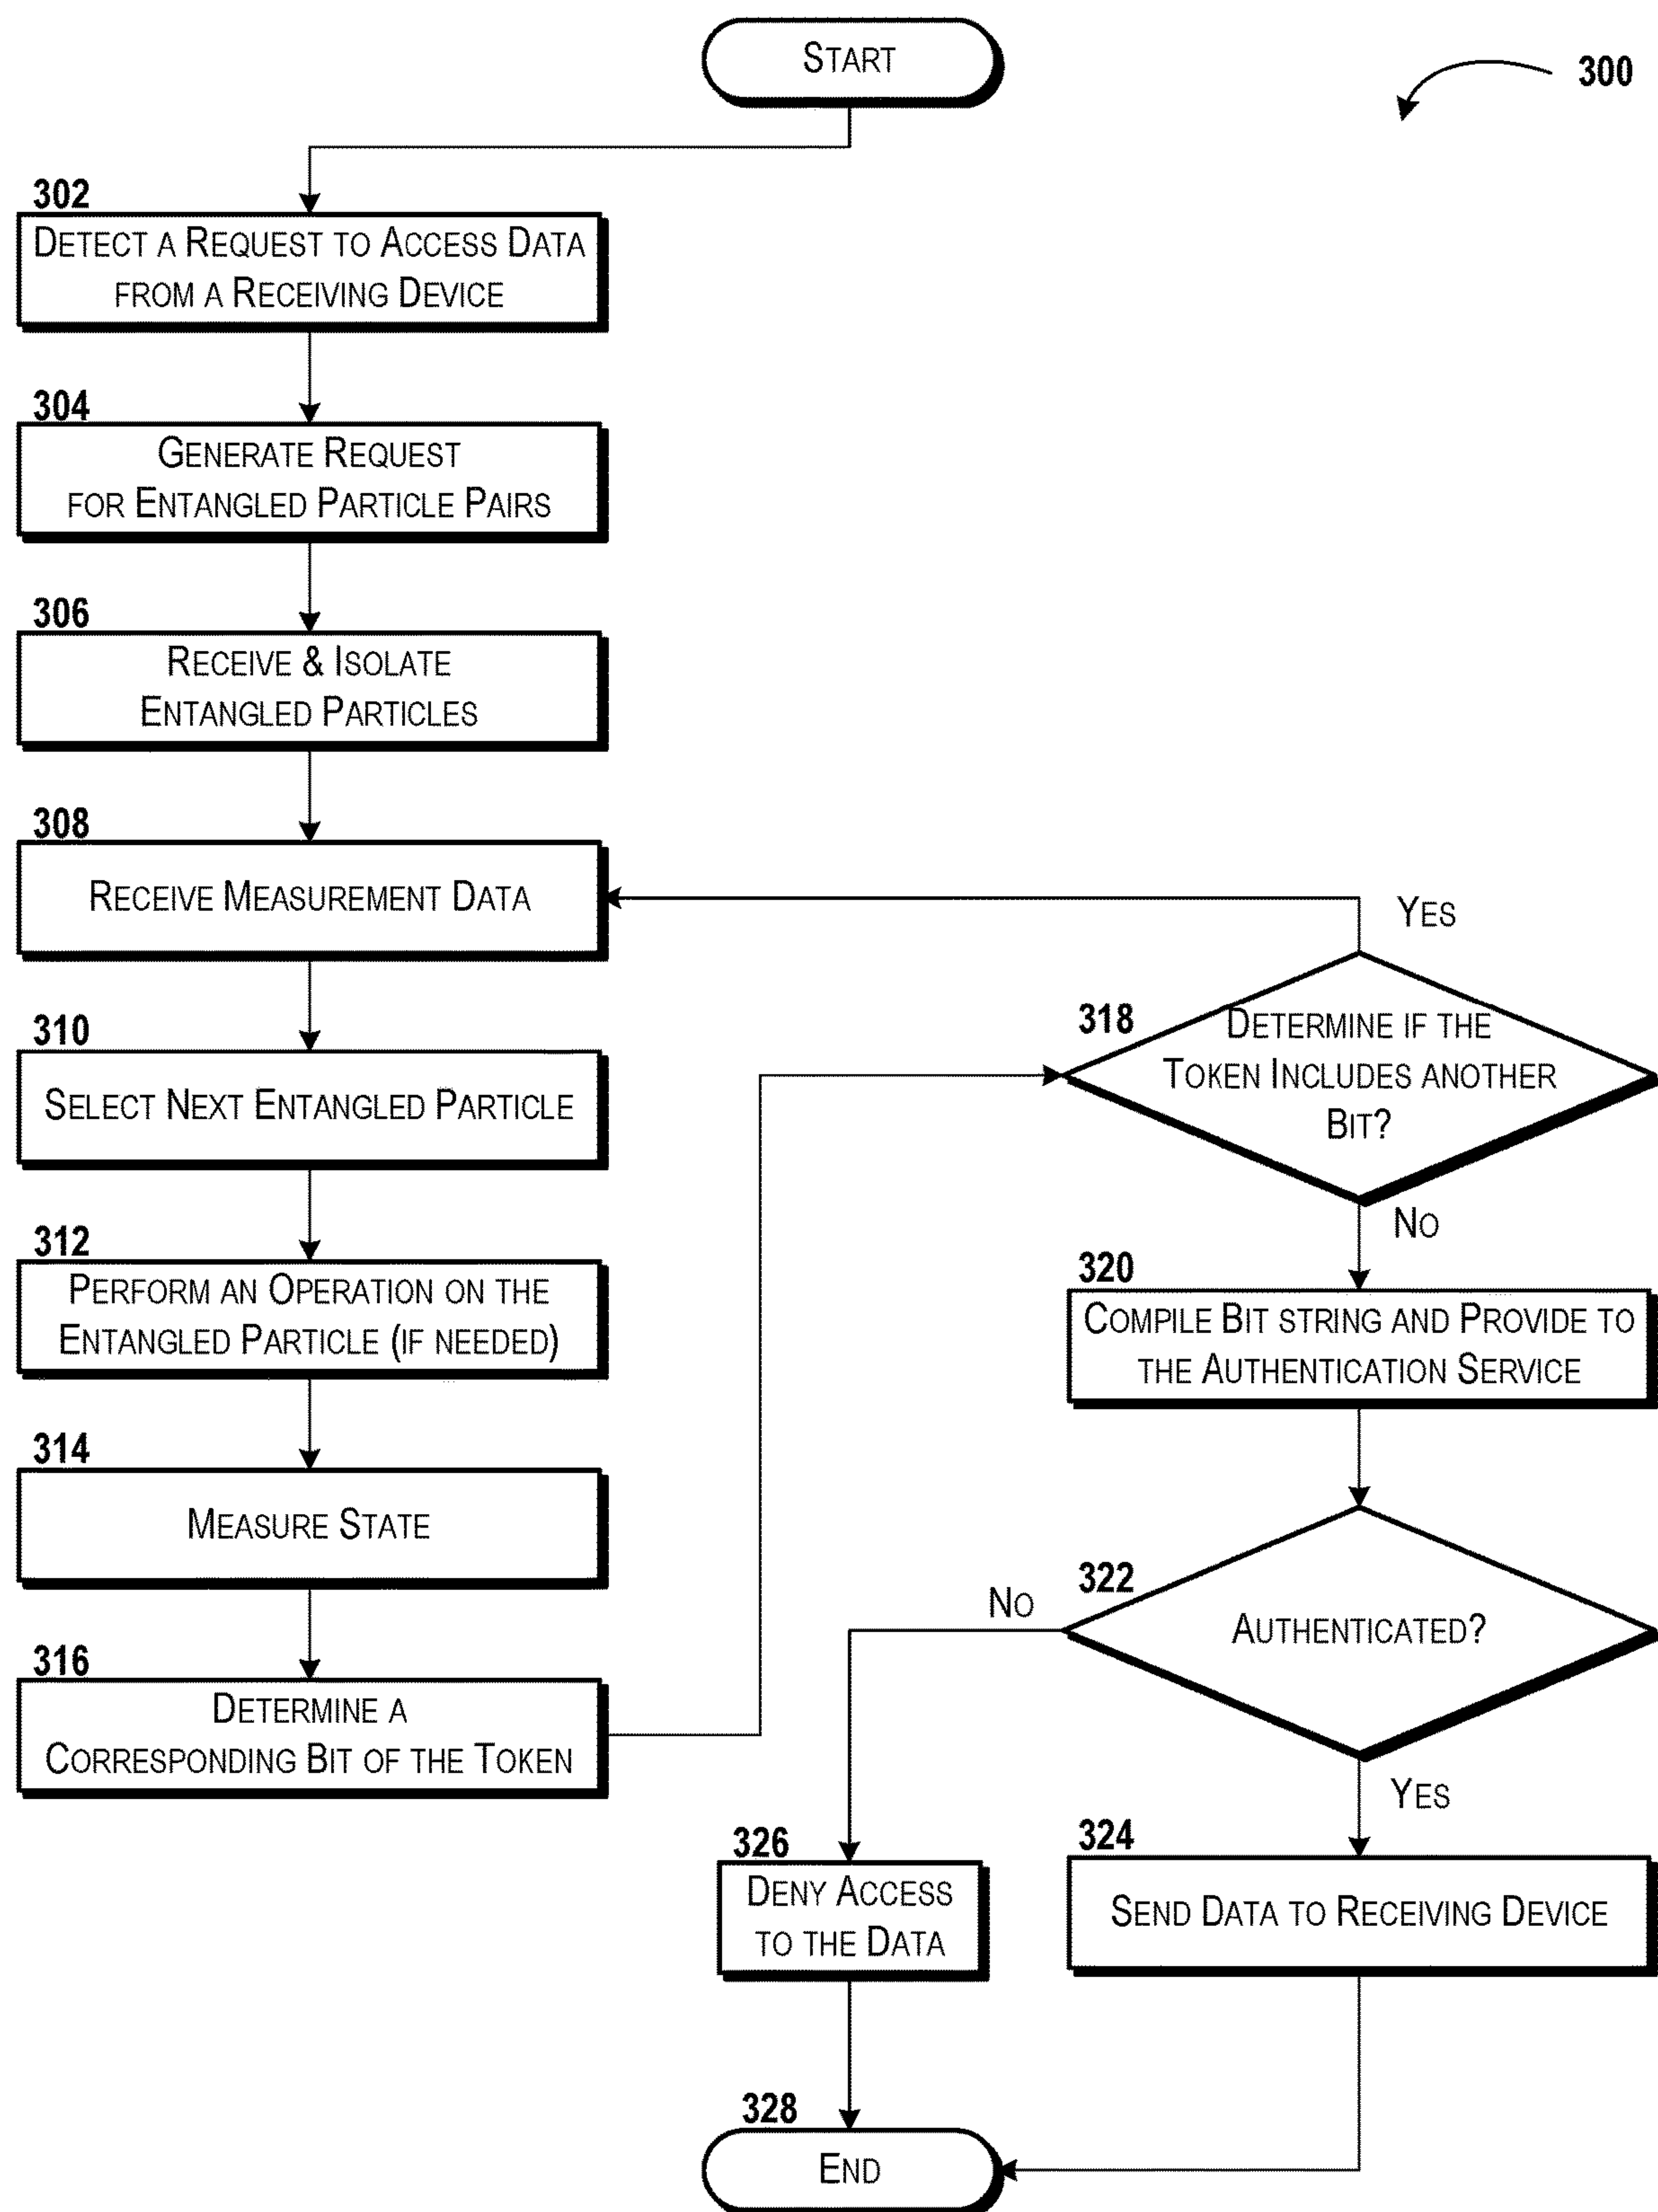 START
300
302
DETECT A REQUEST TO ACCESS DATA
FROM A RECEIVING DEVICE
304
GENERATE REQUEST
FOR ENTANGLED PARTICLE PAIRS
306
RECEIVE & ISOLATE
ENTANGLED PARTICLES
308
RECEIVE MEASUREMENT DATA
310
SELECT NEXT ENTANGLED PARTICLE
312
PERFORM AN OPERATION ON THE
ENTANGLED PARTICLE (IF NEEDED)
314
MEASURE STATE
316
DETERMINE A
CORRESPONDING BIT OF THE TOKEN
YES
318
DETERMINE IF THE
TOKEN INCLUDES ANOTHER
BIT?
NO
320
COMPILE BIT STRING AND PROVIDE TO
THE AUTHENTICATION SERVICE
322
AUTHENTICATED?
NO
YES
326
DENY ACCESS
TO THE DATA
324
SEND DATA TO RECEIVING DEVICE
328
END